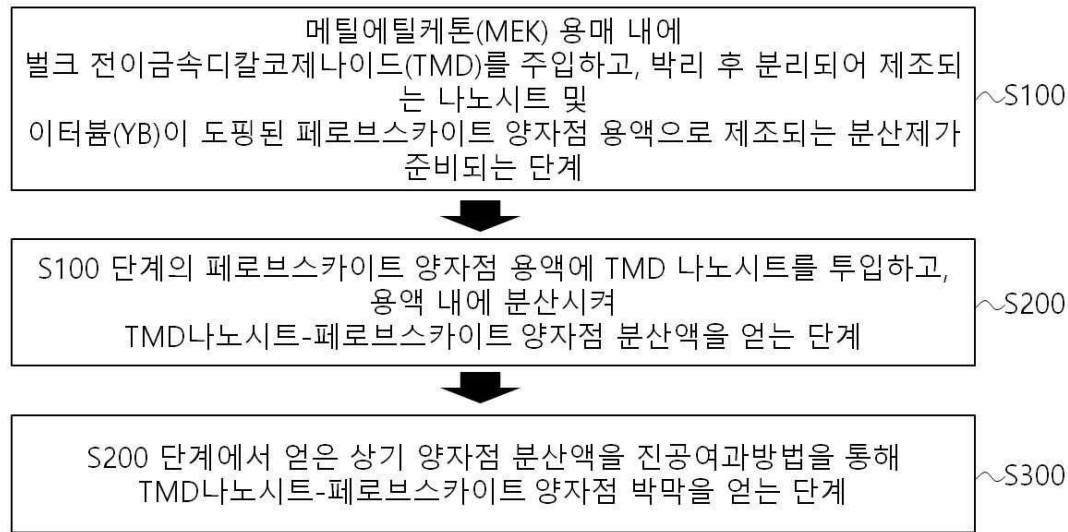 메틸에틸케톤(MEK) 용매 내에
벌크 전이금속디칼코제나이드(TMD)를 주입하고, 박리 후 분리되어 제조되
는 나노시트 및
이터븀(YB)이 도핑된 페로브스카이트 양자점 용액으로 제조되는 분산제가
준비되는 단계
S100
S100 단계의 페로브스카이트 양자점 용액에 TMD 나노시트를 투입하고,
용액 내에 분산시켜
TMD나노시트-페로브스카이트 양자점 분산액을 얻는 단계
S200
S200 단계에서 얻은 상기 양자점 분산액을 진공여과방법을 통해
TMD나노시트-페로브스카이트 양자점 박막을 얻는 단계
S300